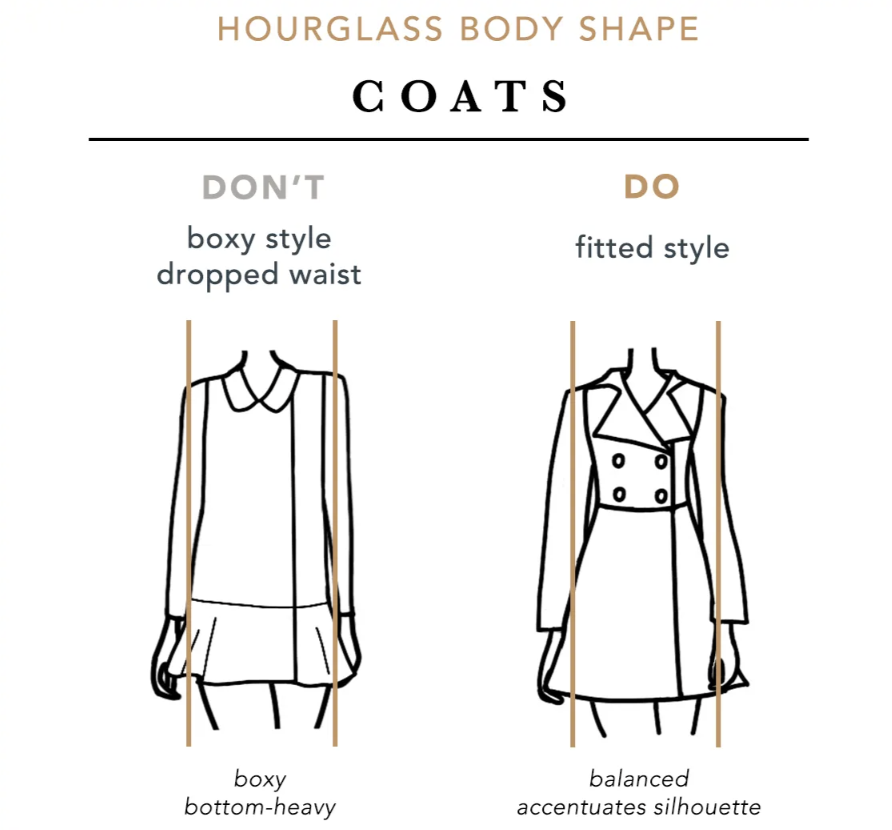 HOURGLASS BODY SHAPE
COATS
DON'T
boxy style
dropped waist
DO
fitted style
boxy
bottom-heavy
balanced
accentuates silhouette